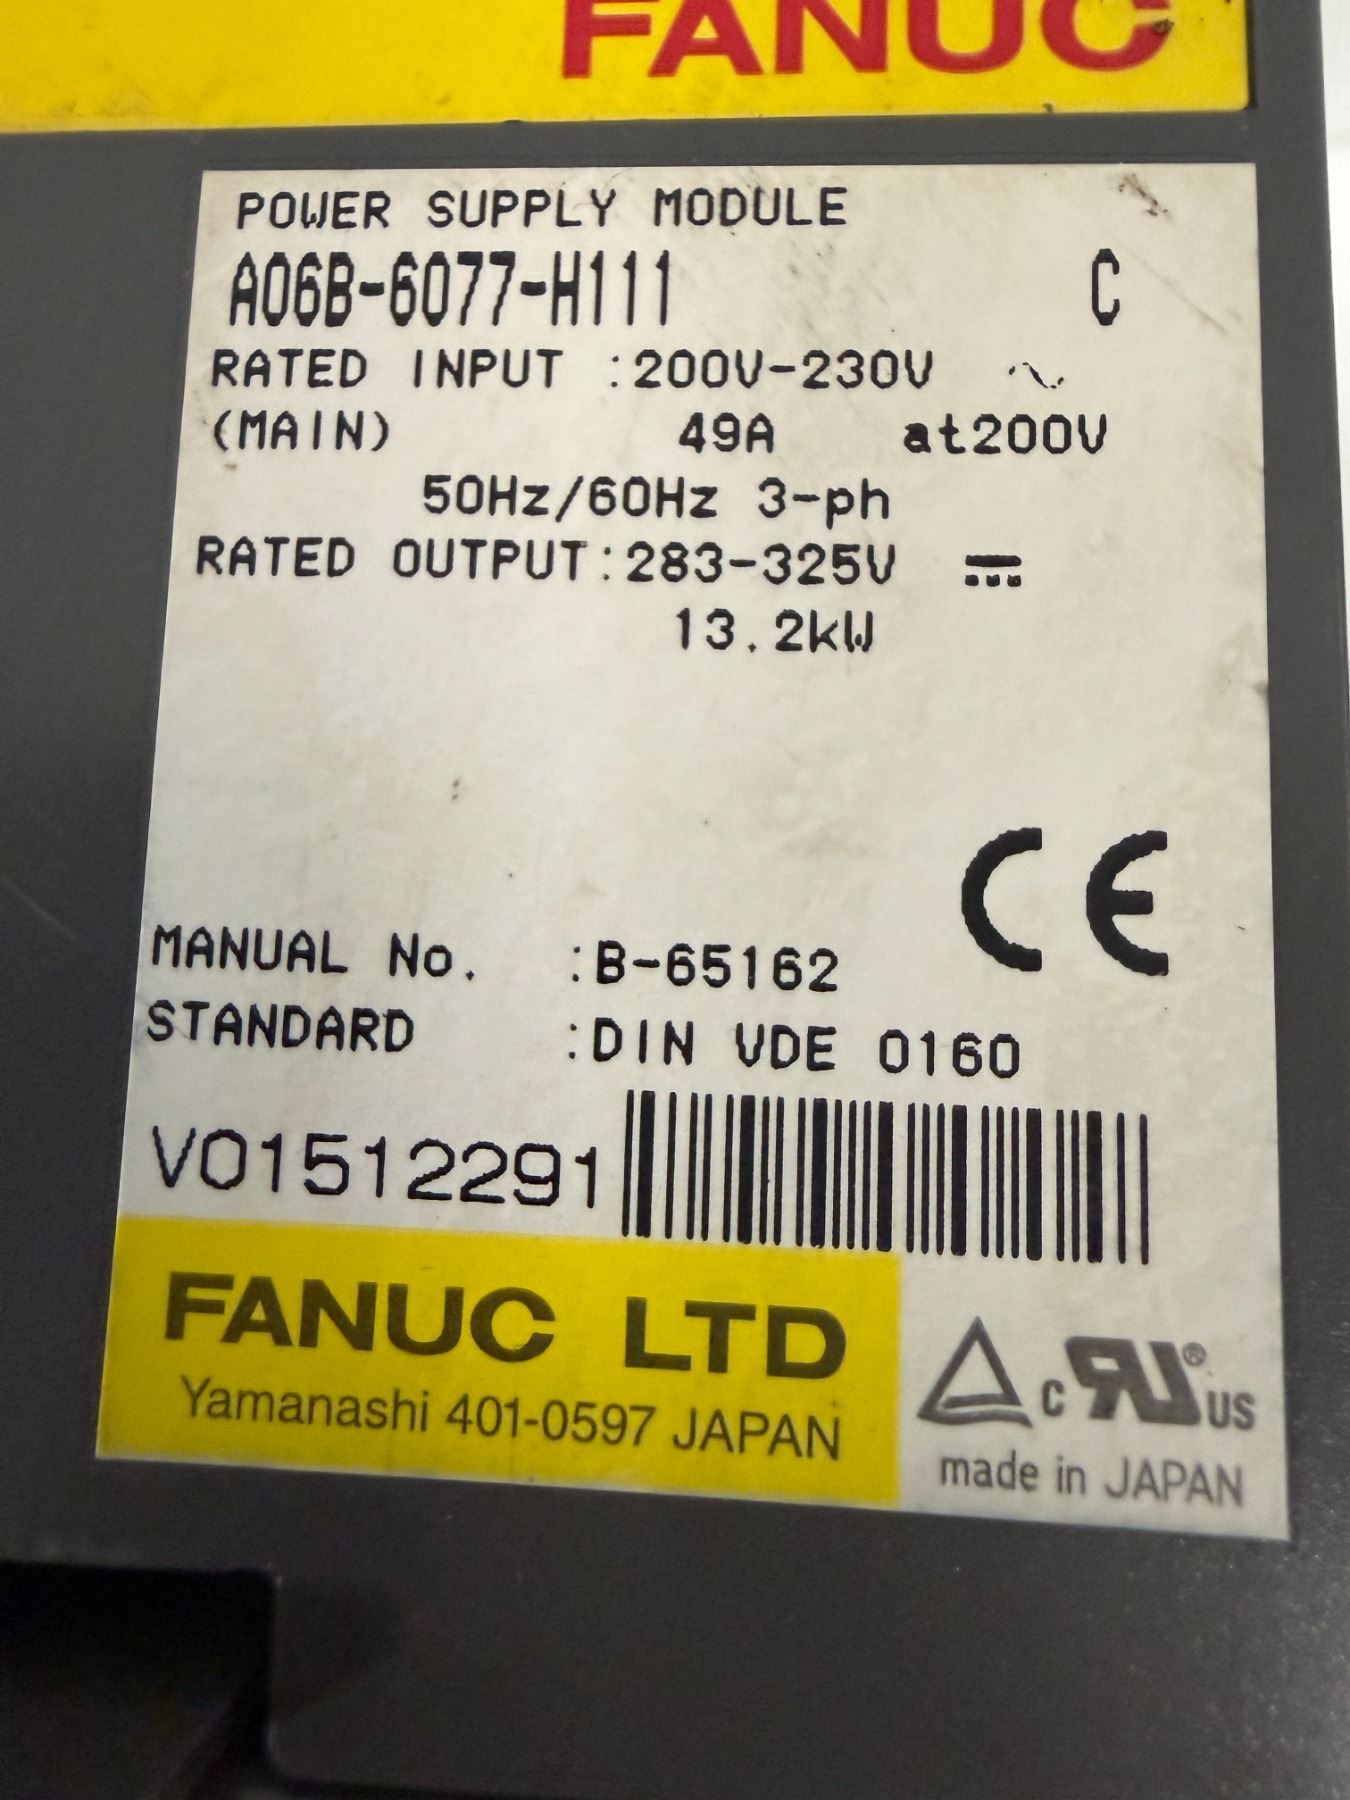 FANUC
POWER SUPPLY MODULE
A06B-6077-H111 C
RATED INPUT :200V-230V ~
(MAIN) 49A at200V
50Hz/60Hz 3-ph
RATED OUTPUT:283-325V ⎓
13.2kW
CE
MANUAL No. :B-65162
STANDARD :DIN VDE 0160
V01512291
FANUC LTD
Yamanashi 401-0597 JAPAN
c RU® US
made in JAPAN